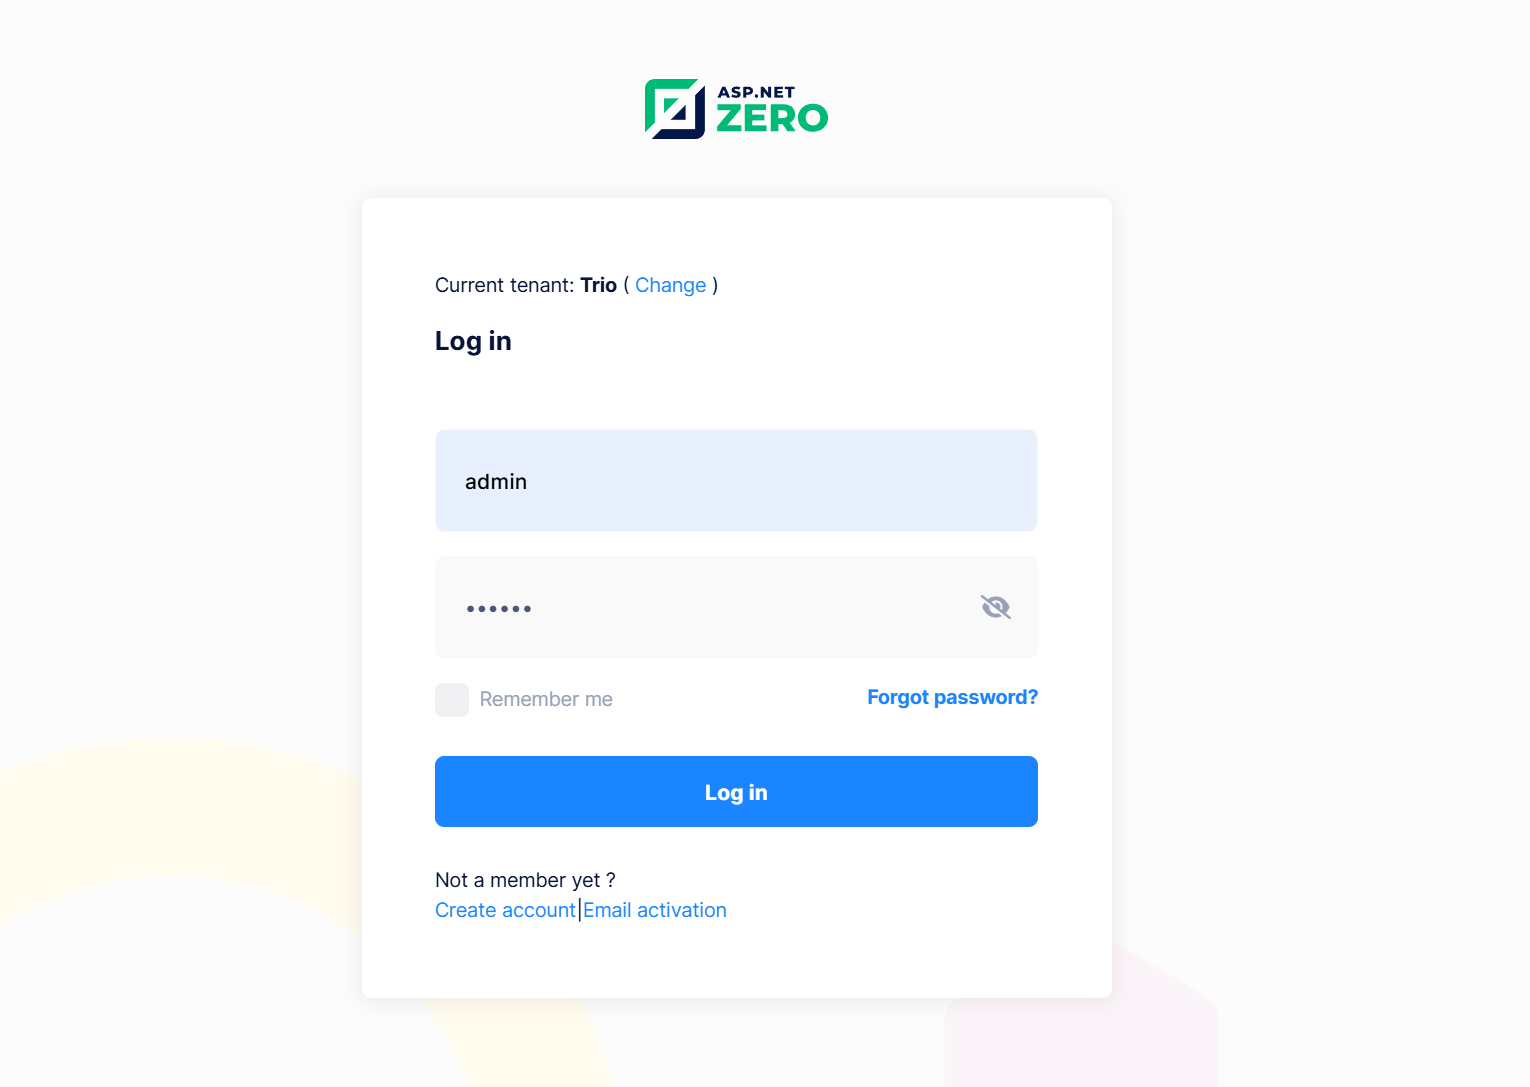 ASP.NET
ZERO
Current tenant: Trio ( Change )
Log in
admin
••••••
Remember me
Forgot password?
Log in
Not a member yet ?
Create account|Email activation